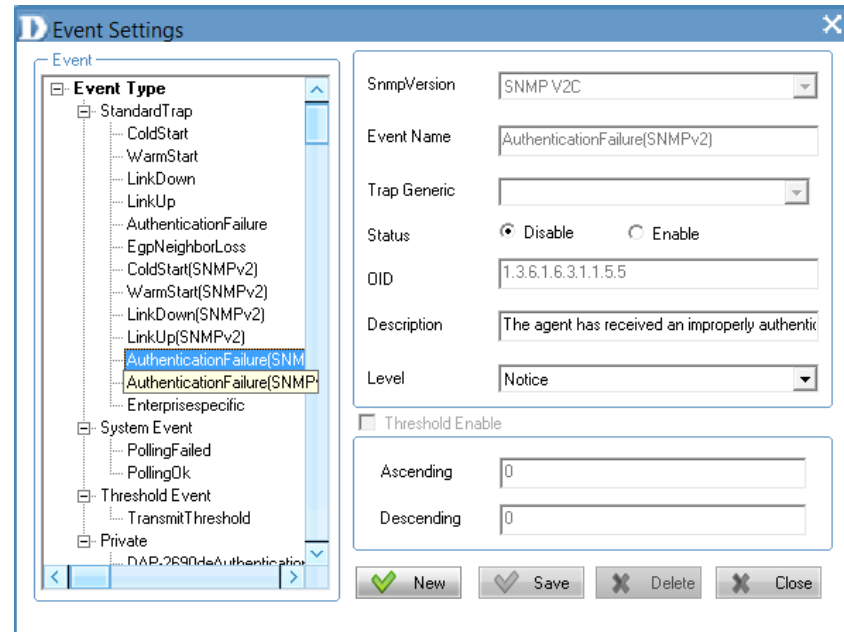 D Event Settings
Event
Event Type
StandardTrap
ColdStart
WarmStart
LinkDown
LinkUp
AuthenticationFailure
EgpNeighborLoss
ColdStart(SNMPv2)
WarmStart(SNMPv2)
LinkDown(SNMPv2)
LinkUp(SNMPv2)
AuthenticationFailure(SNM
AuthenticationFailure(SNMP
Enterprisespecific
System Event
PollingFailed
PollingOk
Threshold Event
TransmitThreshold
Private
DAP-2690deAuthentication
SnmpVersion SNMP V2C
Event Name AuthenticationFailure(SNMPv2)
Trap Generic
Status Disable Enable
OID 1.3.6.1.6.3.1.1.5.5
Description The agent has received an improperly authentic
Level Notice
Threshold Enable
Ascending 0
Descending 0
New Save Delete Close